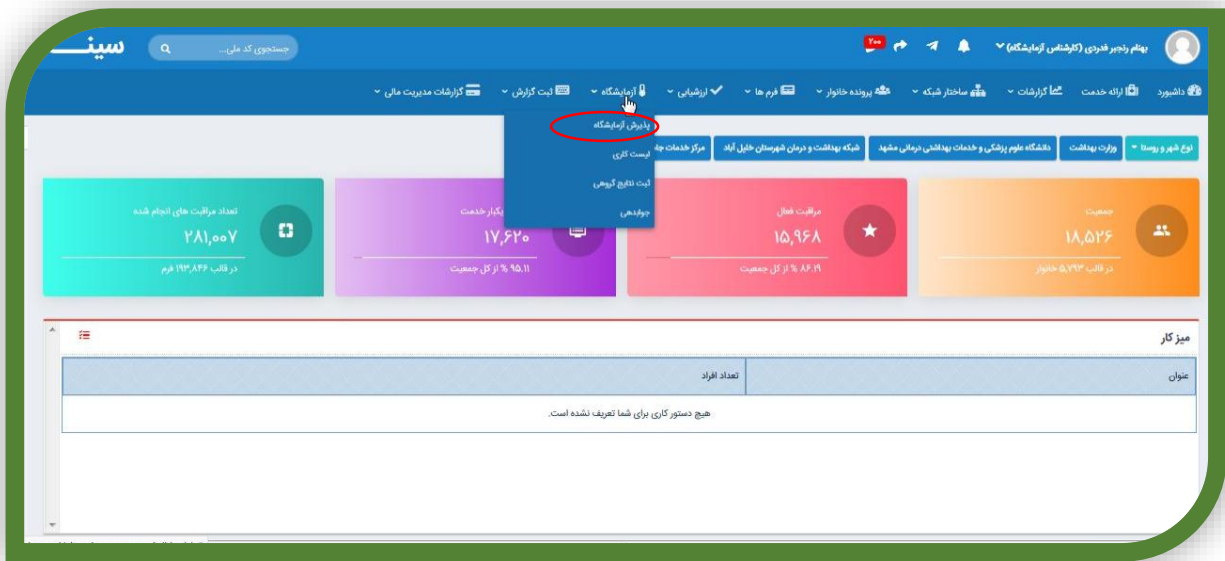 بهنام رنجبر فدردی (کارشناس آزمایشگاه)
۲۰۰
جستجوی کد ملی...
سینـــا
داشبورد
ارائه خدمت
گزارشات
ساختار شبکه
پرونده خانوار
فرم ها
ارزشیابی
آزمایشگاه
ثبت گزارش
گزارشات مدیریت مالی
پذیرش آزمایشگاه
لیست کاری
ثبت نتایج گروهی
جوابدهی
نوع شهر و روستا
وزارت بهداشت
دانشگاه علوم پزشکی و خدمات بهداشتی درمانی مشهد
شبکه بهداشت و درمان شهرستان خلیل آباد
مرکز خدمات
جمعیت
۱۸,۵۲۶
در قالب ۵,۷۹۳ خانوار
مراقبت فعال
۱۵,۹۶۸
۸۶.۱۹ % از کل جمعیت
یکبار خدمت
۱۷,۶۲۰
۹۵.۱۱ % از کل جمعیت
تعداد مراقبت های انجام شده
۲۸۱,۰۰۷
در قالب ۱۹۳,۸۴۶ فرم
میز کار
عنوان
تعداد افراد
هیچ دستور کاری برای شما تعریف نشده است.